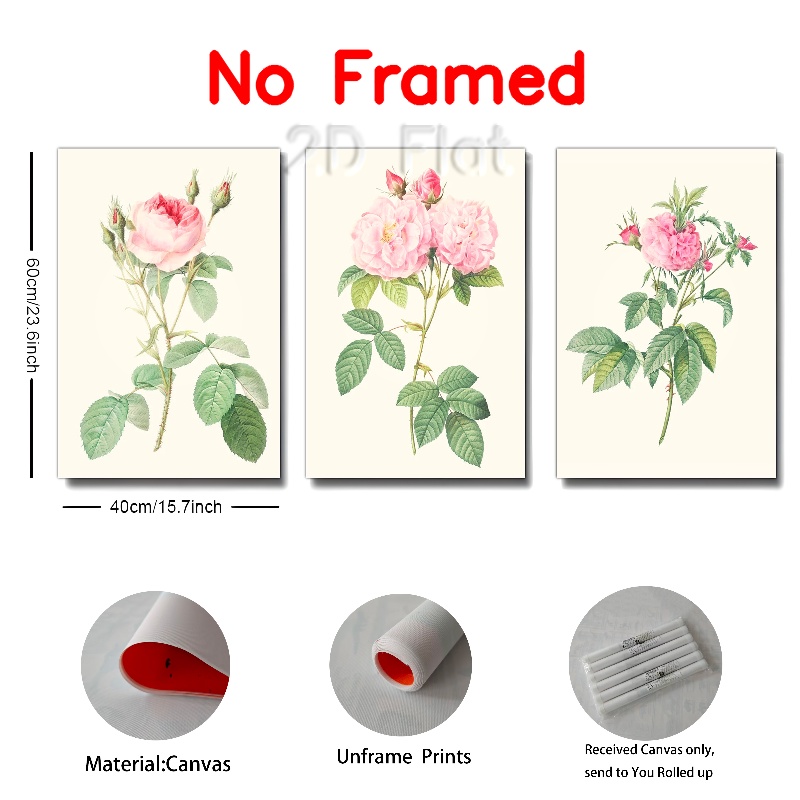 No Framed
2D Flat
60cm/23.6inch
40cm/15.7inch
Material:Canvas
Unframe Prints
Received Canvas only,
send to You Rolled up